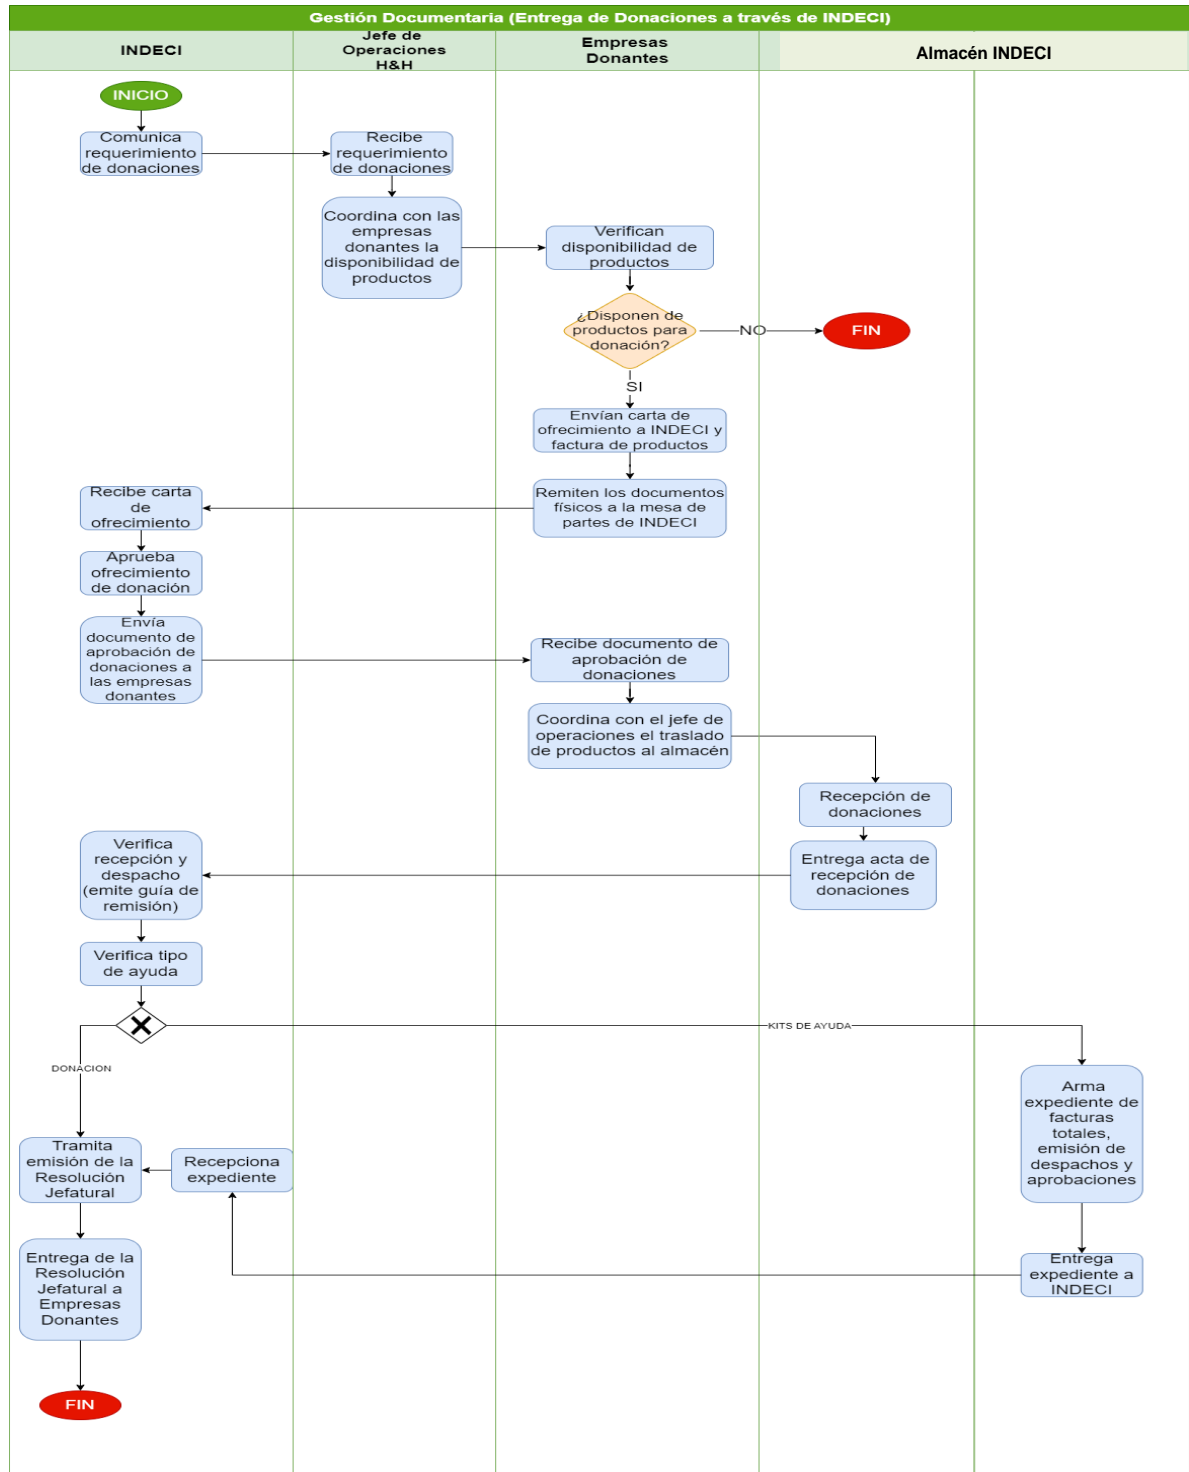 Gestión Documentaria (Entrega de Donaciones a través de INDECI)
INDECI
Jefe de
Operaciones
H&H
Empresas
Donantes
Almacén INDECI
INICIO
Comunica
requerimiento
de donaciones
Recibe
requerimiento
de donaciones
Coordina con las
empresas
donantes la
disponibilidad de
productos
Verifican
disponibilidad de
productos
¿Disponen de
productos para
donación?
NO
FIN
SI
Envían carta de
ofrecimiento a INDECI y
factura de productos
Remiten los documentos
físicos a la mesa de
partes de INDECI
Recibe carta
de
ofrecimiento
Aprueba
ofrecimiento
de donación
Envía
documento de
aprobación de
donaciones a
las empresas
donantes
Recibe documento de
aprobación de
donaciones
Coordina con el jefe de
operaciones el traslado
de productos al almacén
Recepción de
donaciones
Entrega acta de
recepción de
donaciones
Verifica
recepción y
despacho
(emite guía de
remisión)
Verifica tipo
de ayuda
KITS DE AYUDA
DONACION
Arma
expediente de
facturas
totales,
emisión de
despachos y
aprobaciones
Tramita
emisión de la
Resolución
Jefatural
Recepciona
expediente
Entrega
expediente a
INDECI
Entrega de la
Resolución
Jefatural a
Empresas
Donantes
FIN